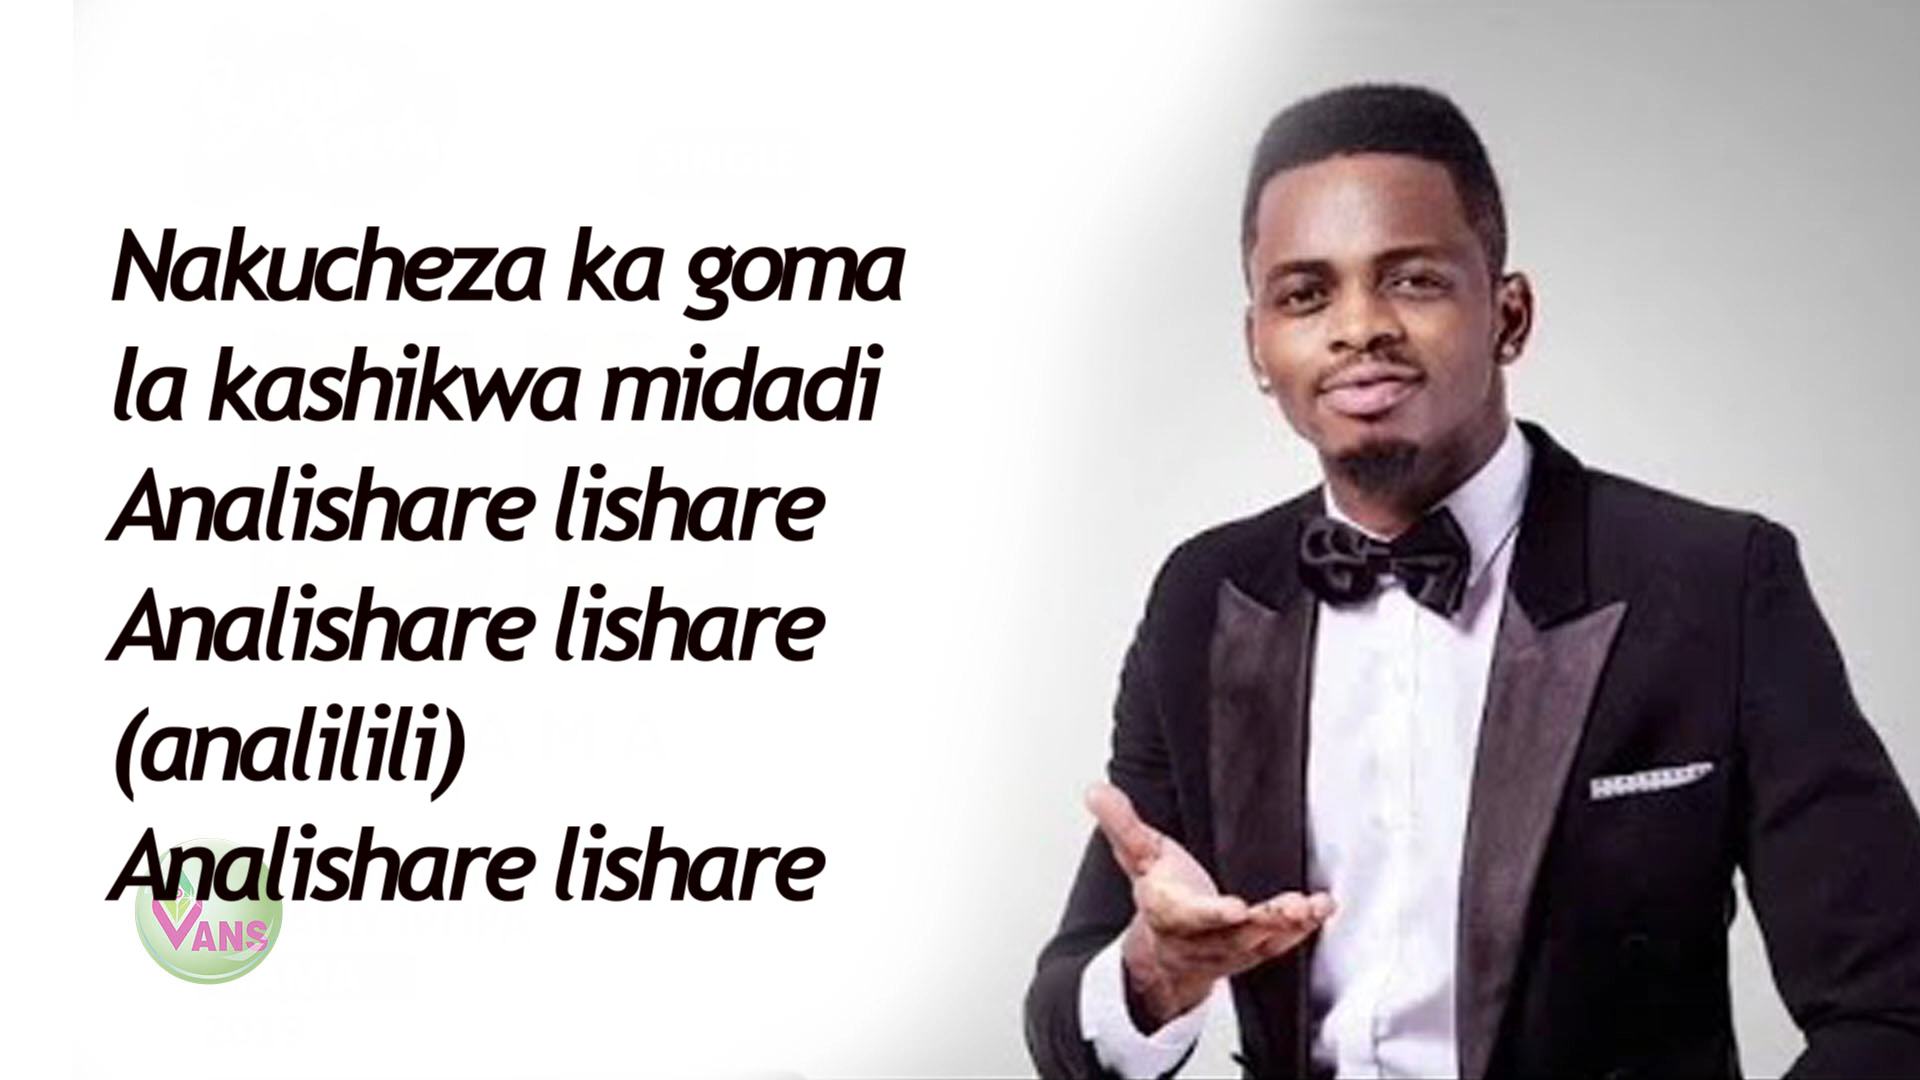 Nakucheza ka goma
la kashikwa midadi
Analishare lishare
Analishare lishare
(analilili)
Analishare lishare
VANS